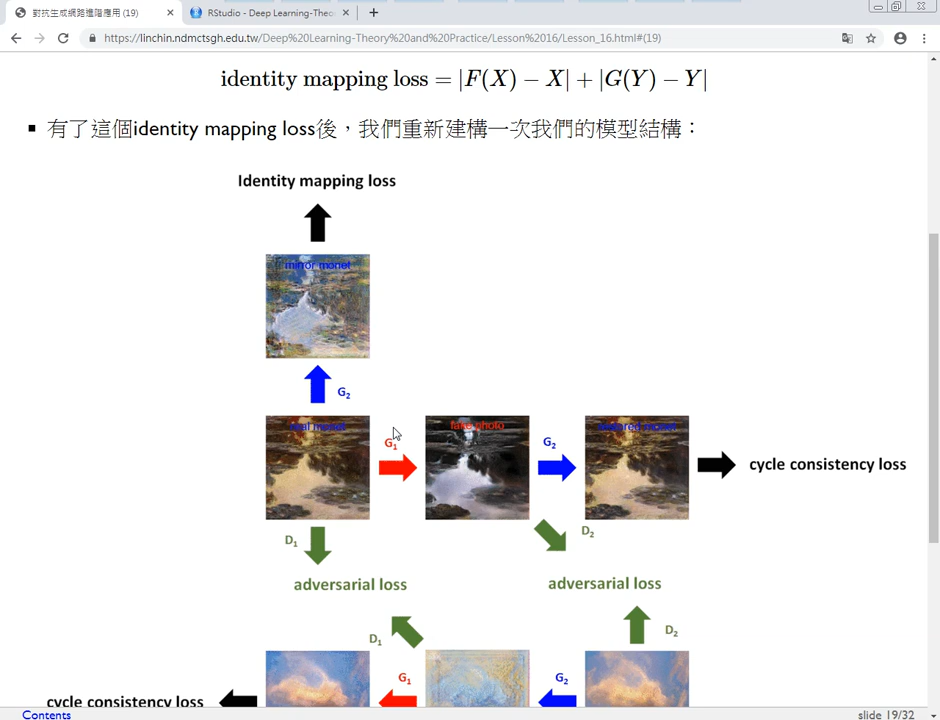 對抗生成網路進階應用 (19)
RStudio - Deep Learning-Theor
https://linchin.ndmctsgh.edu.tw/Deep%20Learning-Theory%20and%20Practice/Lesson%2016/Lesson_16.html#(19)
identity mapping loss = |F(X) − X| + |G(Y) − Y|
▪ 有了這個identity mapping loss後，我們重新建構一次我們的模型結構：
Identity mapping loss
mirror monet
G₂
real monet
fake photo
restored monet
G₁
G₂
cycle consistency loss
D₁
D₂
adversarial loss
adversarial loss
D₁
D₂
G₁
G₂
cycle consistency loss
Contents
slide 19/32